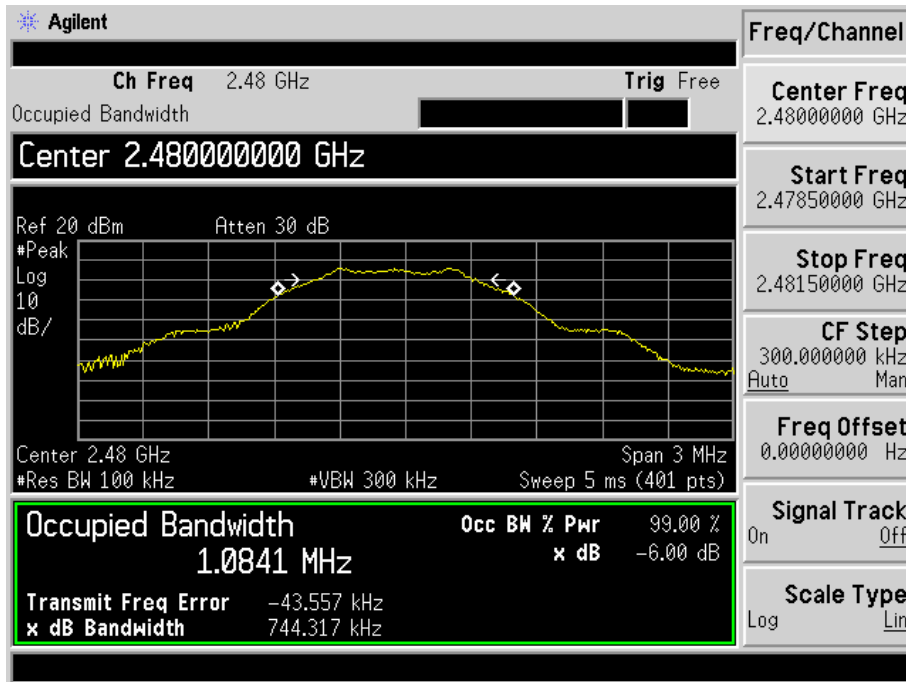 Agilent
Freq/Channel
Ch Freq 2.48 GHz Trig Free
Occupied Bandwidth
Center 2.480000000 GHz
Ref 20 dBm Atten 30 dB
#Peak
Log
10
dB/
Center 2.48 GHz Span 3 MHz
#Res BW 100 kHz #VBW 300 kHz Sweep 5 ms (401 pts)
Occupied Bandwidth
1.0841 MHz
Occ BW % Pwr 99.00 %
x dB -6.00 dB
Transmit Freq Error -43.557 kHz
x dB Bandwidth 744.317 kHz
Center Freq
2.48000000 GHz
Start Freq
2.47850000 GHz
Stop Freq
2.48150000 GHz
CF Step
300.000000 kHz
Auto Man
Freq Offset
0.00000000 Hz
Signal Track
On Off
Scale Type
Log Lin